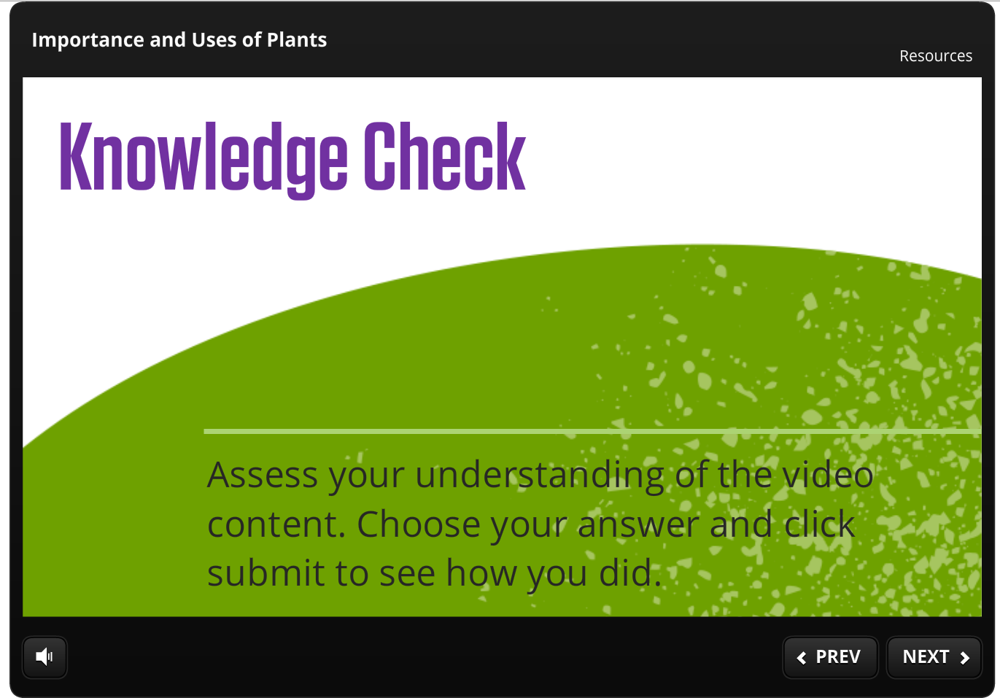 Importance and Uses of Plants
Resources
Knowledge Check
Assess your understanding of the video
content. Choose your answer and click
submit to see how you did.
PREV
NEXT